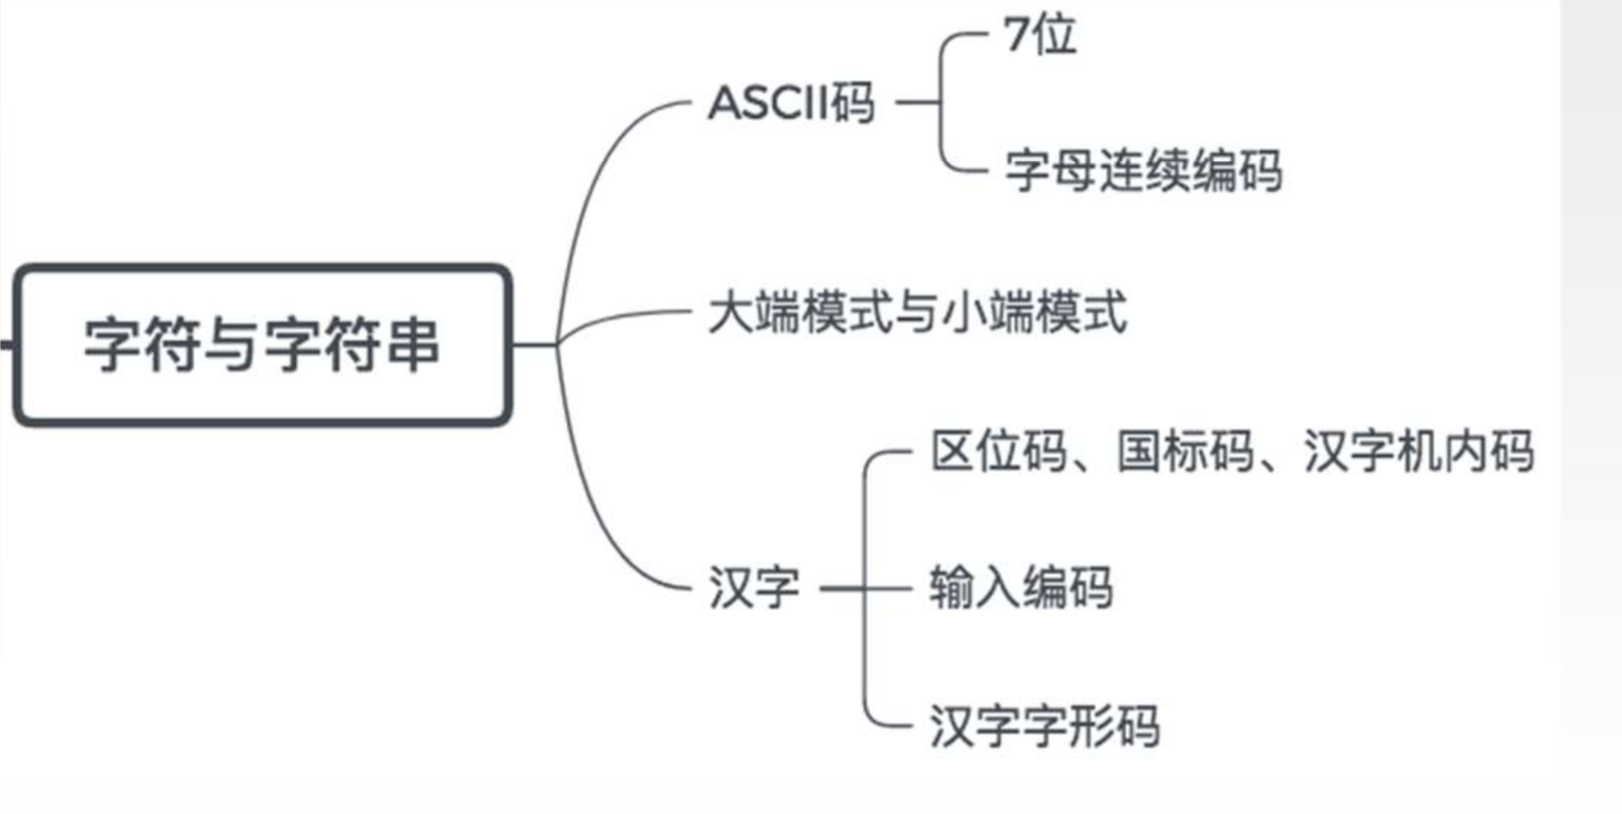 7位
ASCII码
字母连续编码
大端模式与小端模式
字符与字符串
区位码、国标码、汉字机内码
汉字
输入编码
汉字字形码